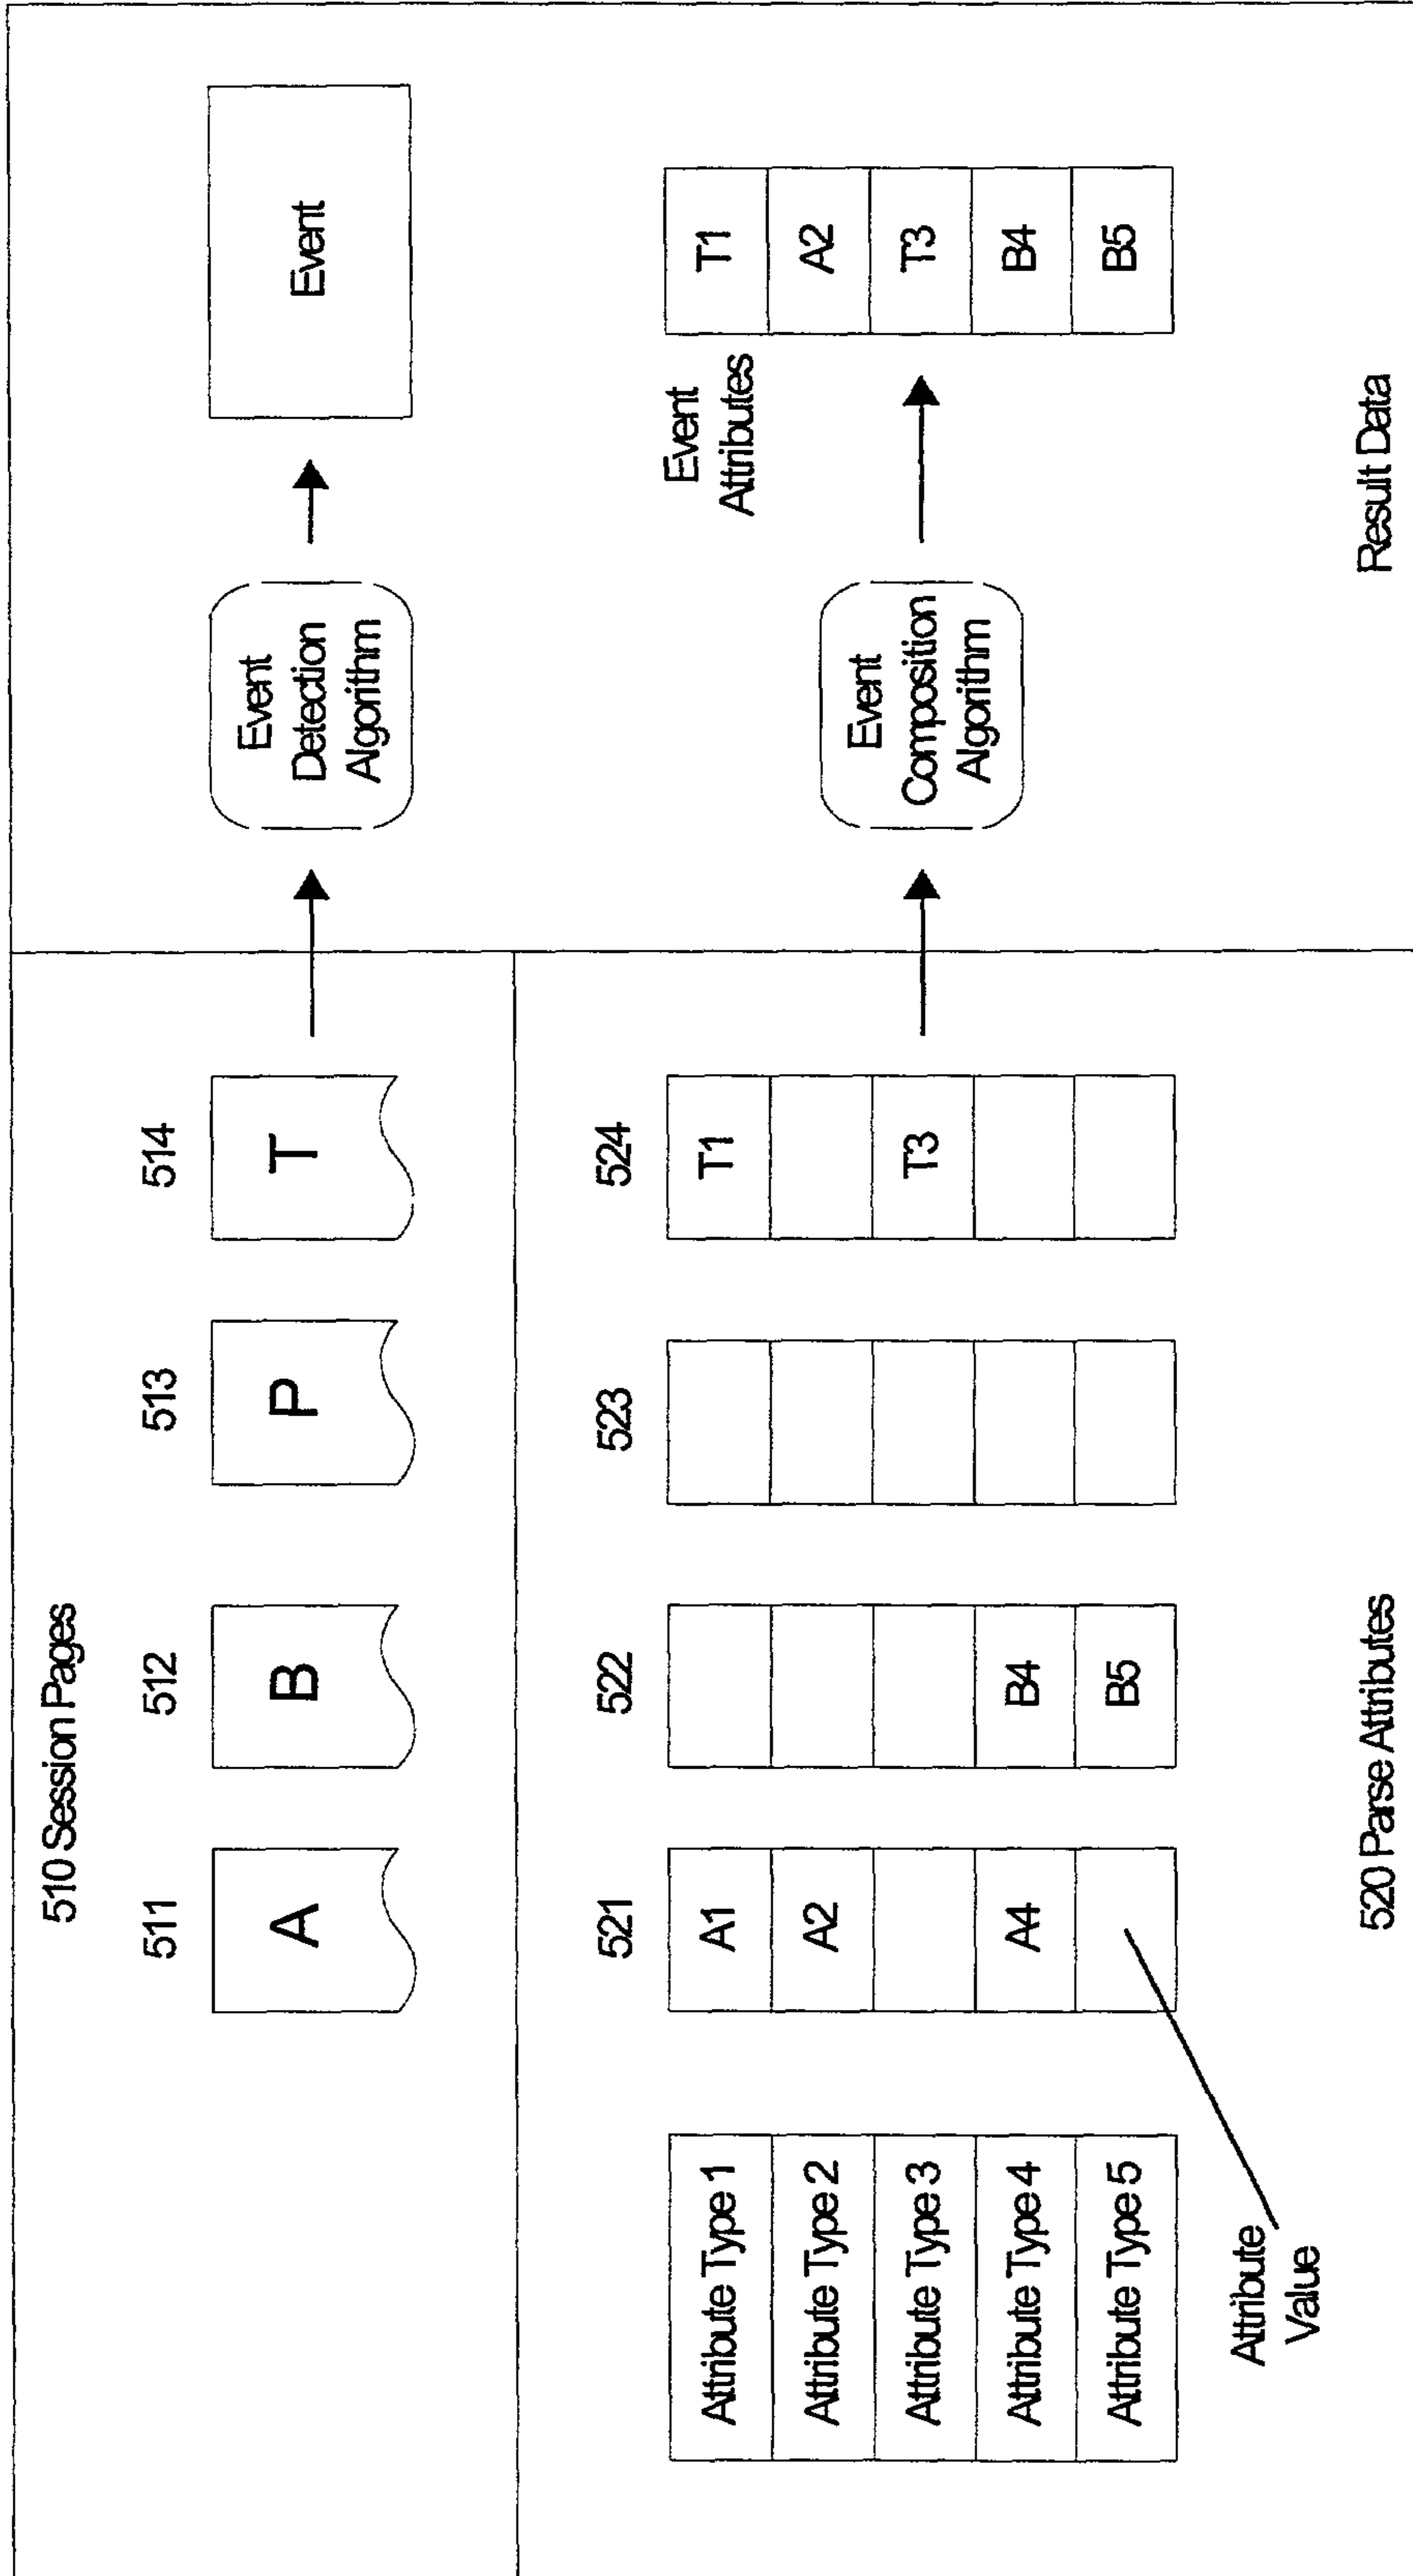 510 Session Pages
511
512
513
514
A
B
P
T
Event
Detection
Algorithm
Event
521
522
523
524
Attribute Type 1
Attribute Type 2
Attribute Type 3
Attribute Type 4
Attribute Type 5
A1
A2
A4
B4
B5
T1
T3
Attribute
Value
Event
Composition
Algorithm
Event
Attributes
T1
A2
T3
B4
B5
520 Parse Attributes
Result Data